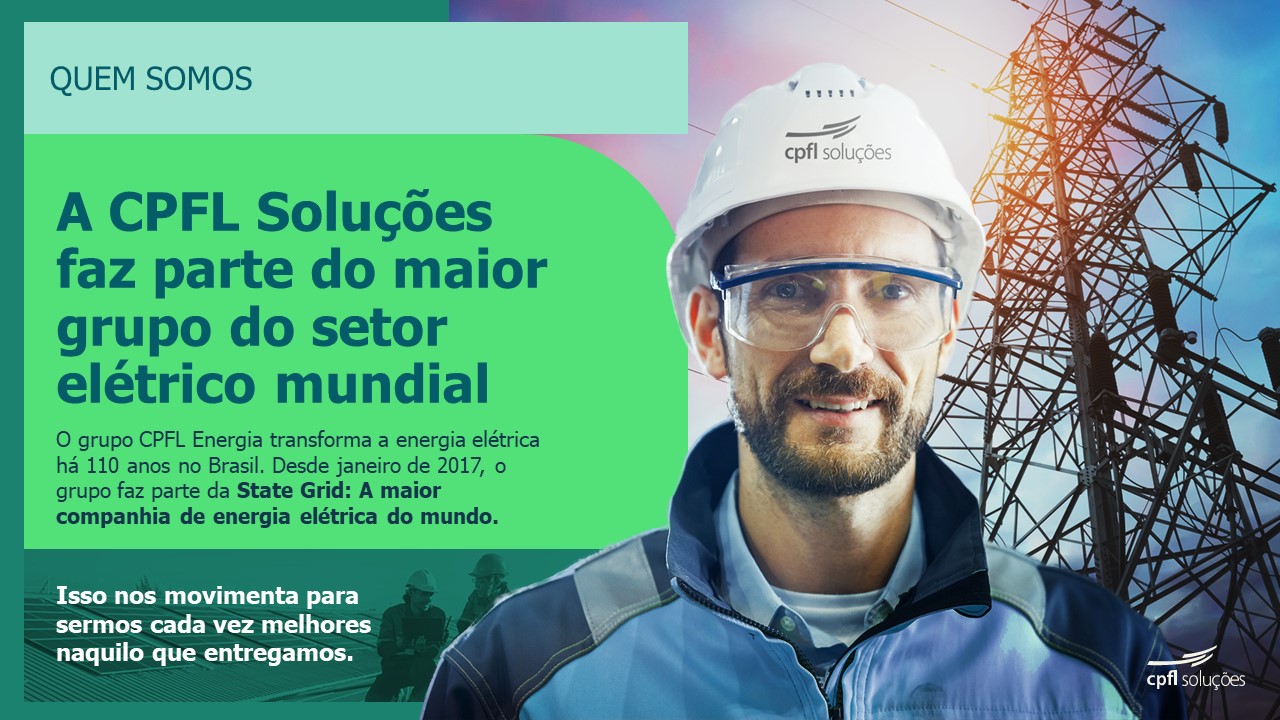 QUEM SOMOS
A CPFL Soluções
faz parte do maior
grupo do setor
elétrico mundial
O grupo CPFL Energia transforma a energia elétrica
há 110 anos no Brasil. Desde janeiro de 2017, o
grupo faz parte da State Grid: A maior
companhia de energia elétrica do mundo.
Isso nos movimenta para
sermos cada vez melhores
naquilo que entregamos.
cpfl soluções
cpfl soluções